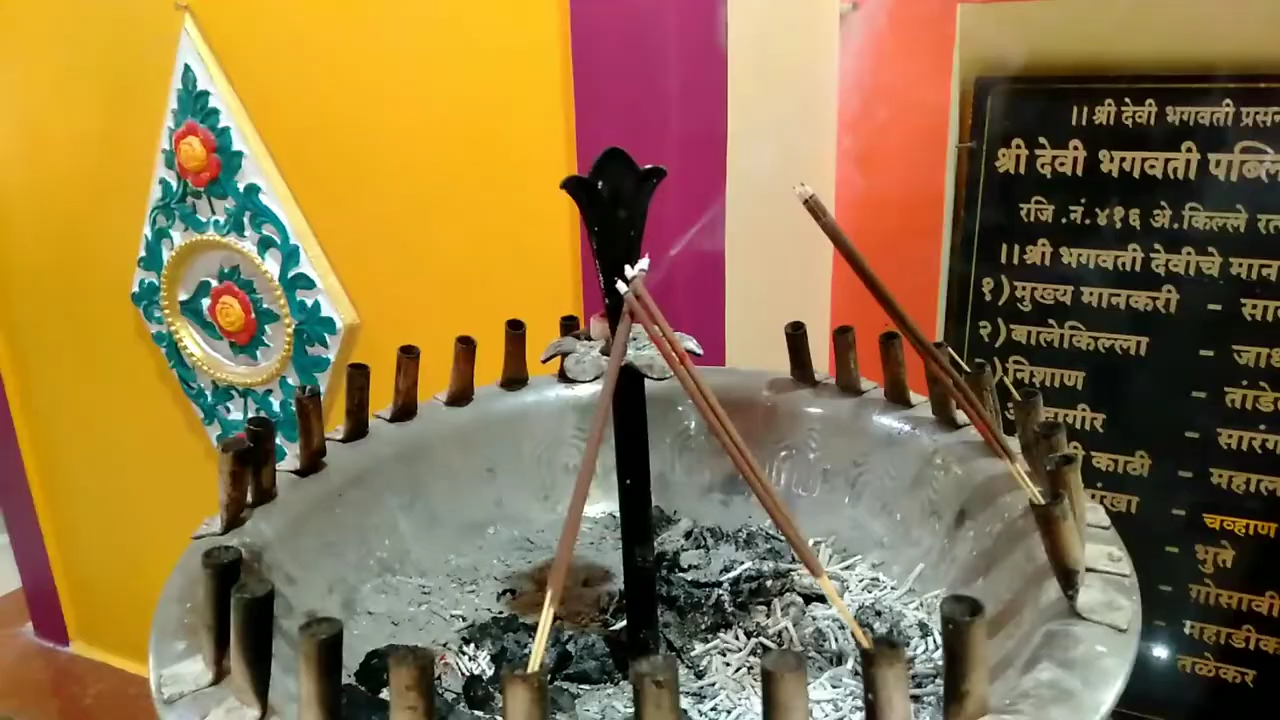 ।।श्री देवी भगवती प्रसन
श्री देवी भगवती पब्लि
रजि .नं.४१६ अे.किल्ले रत
।।श्री भगवती देवीचे मान
१) मुख्य मानकरी - सा
२) बालेकिल्ला - जाध
) निशाण - तांडे
गीर - सारंग
काठी - महाल
पंखा - चव्हाण
- भुते
- गोसावी
- महाडीक
तळेकर